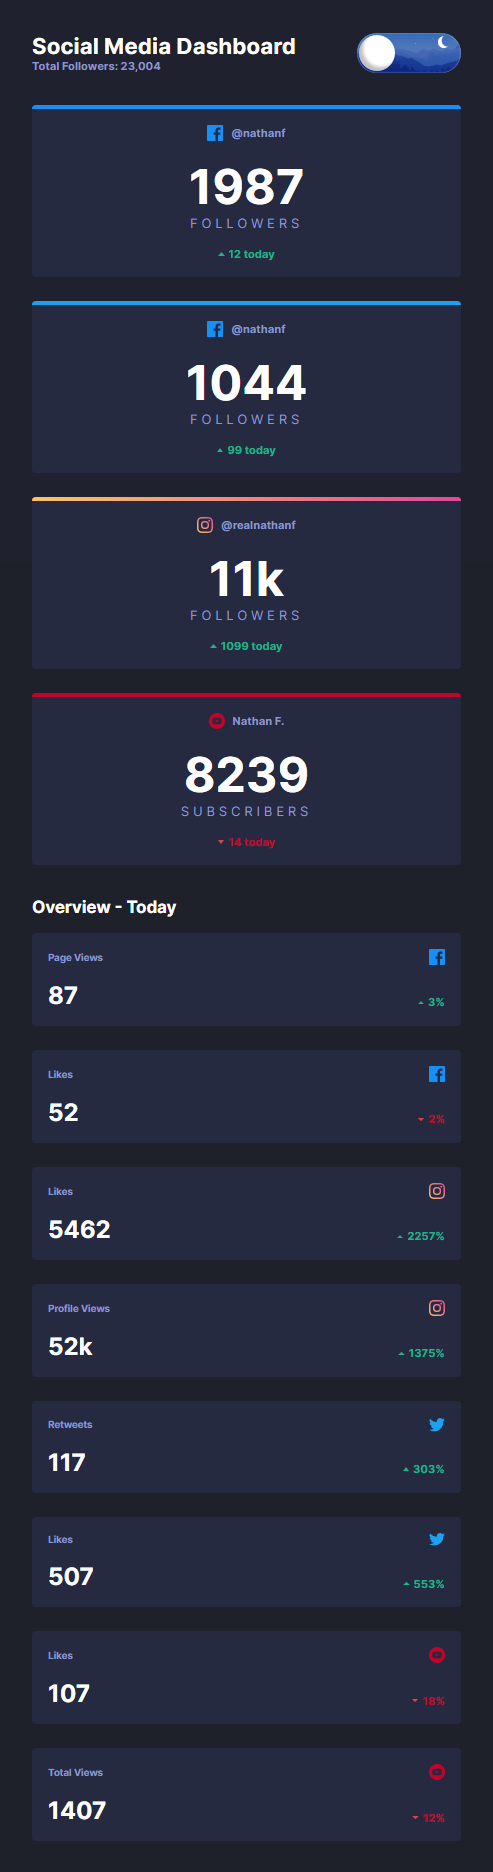 Social Media Dashboard
Total Followers: 23,004
@nathanf
1987
FOLLOWERS
12 today
@nathanf
1044
FOLLOWERS
99 today
@realnathanf
11k
FOLLOWERS
1099 today
Nathan F.
8239
SUBSCRIBERS
14 today
Overview - Today
Page Views
87
3%
Likes
52
2%
Likes
5462
2257%
Profile Views
52k
1375%
Retweets
117
303%
Likes
507
553%
Likes
107
18%
Total Views
1407
12%